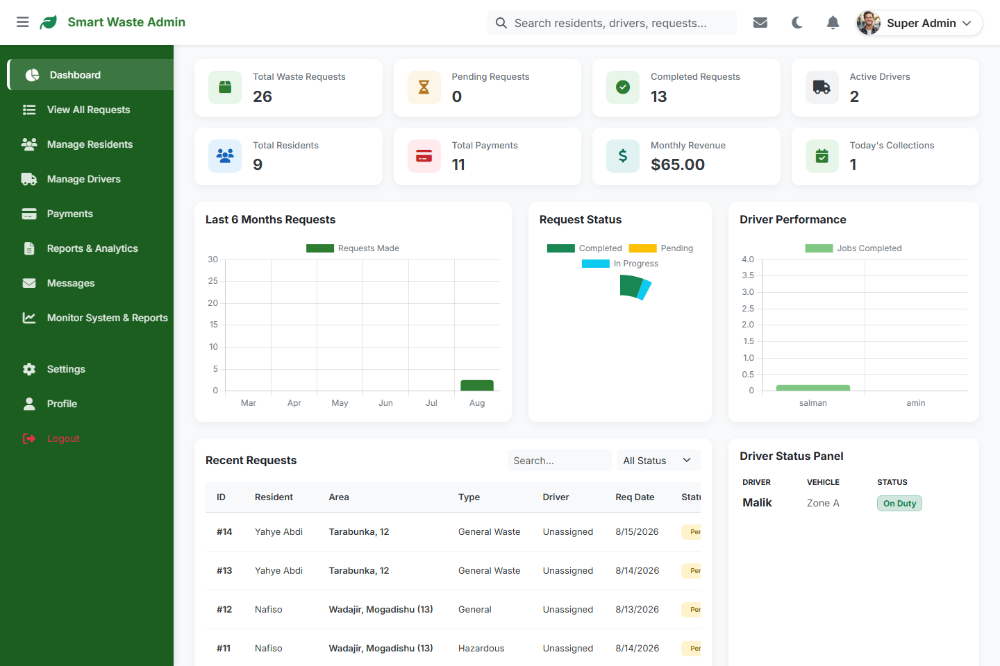 Smart Waste Admin
Search residents, drivers, requests...
Super Admin
Dashboard
View All Requests
Manage Residents
Manage Drivers
Payments
Reports & Analytics
Messages
Monitor System & Reports
Settings
Profile
Logout
Total Waste Requests
26
Pending Requests
0
Completed Requests
13
Active Drivers
2
Total Residents
9
Total Payments
11
Monthly Revenue
$65.00
Today's Collections
1
Last 6 Months Requests
Requests Made
30
25
20
15
10
5
0
Mar Apr May Jun Jul Aug
Request Status
Completed Pending
In Progress
Driver Performance
Jobs Completed
4.0
3.5
3.0
2.5
2.0
1.5
1.0
0.5
0
salman amin
Recent Requests
Search...
All Status
ID Resident Area Type Driver Req Date
#14 Yahye Abdi Tarabunka, 12 General Waste Unassigned 8/15/2026
#13 Yahye Abdi Tarabunka, 12 General Waste Unassigned 8/14/2026
#12 Nafiso Wadajir, Mogadishu (13) General Unassigned 8/13/2026
#11 Nafiso Wadajir, Mogadishu (13) Hazardous Unassigned 8/14/2026
Driver Status Panel
DRIVER VEHICLE STATUS
Malik Zone A On Duty